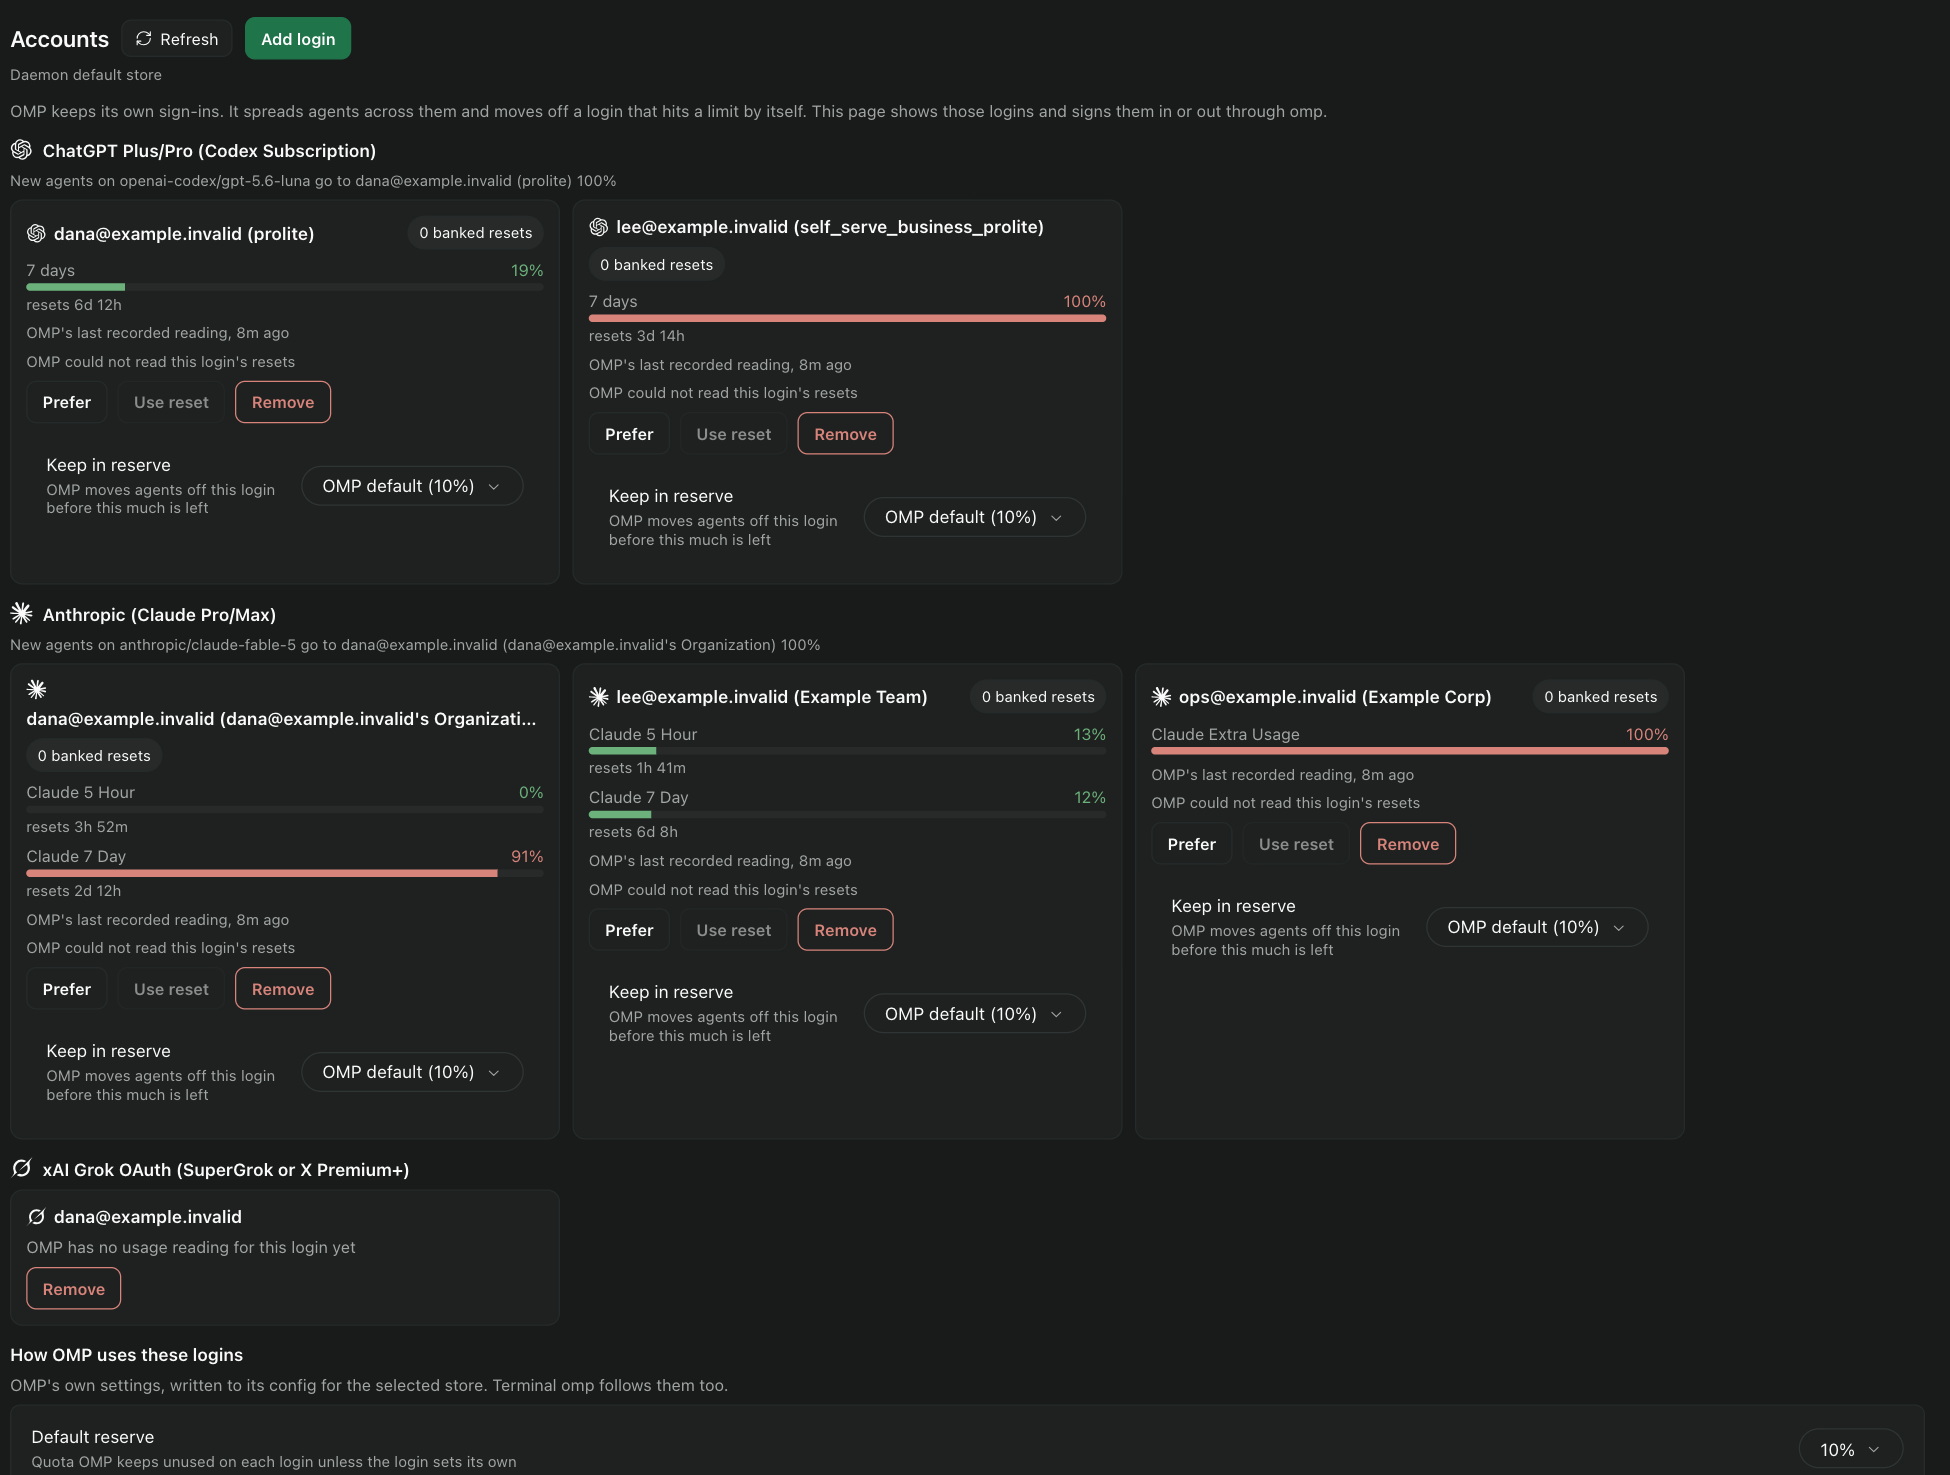 Accounts
Refresh
Add login
Daemon default store
OMP keeps its own sign-ins. It spreads agents across them and moves off a login that hits a limit by itself. This page shows those logins and signs them in or out through omp.
ChatGPT Plus/Pro (Codex Subscription)
New agents on openai-codex/gpt-5.6-luna go to dana@example.invalid (prolite) 100%
dana@example.invalid (prolite)
0 banked resets
7 days
19%
resets 6d 12h
OMP's last recorded reading, 8m ago
OMP could not read this login's resets
Prefer
Use reset
Remove
Keep in reserve
OMP moves agents off this login
before this much is left
OMP default (10%)
lee@example.invalid (self_serve_business_prolite)
0 banked resets
7 days
100%
resets 3d 14h
OMP's last recorded reading, 8m ago
OMP could not read this login's resets
Prefer
Use reset
Remove
Keep in reserve
OMP moves agents off this login
before this much is left
OMP default (10%)
Anthropic (Claude Pro/Max)
New agents on anthropic/claude-fable-5 go to dana@example.invalid (dana@example.invalid's Organization) 100%
dana@example.invalid (dana@example.invalid's Organizati...
0 banked resets
Claude 5 Hour
0%
resets 3h 52m
Claude 7 Day
91%
resets 2d 12h
OMP's last recorded reading, 8m ago
OMP could not read this login's resets
Prefer
Use reset
Remove
Keep in reserve
OMP moves agents off this login
before this much is left
OMP default (10%)
lee@example.invalid (Example Team)
0 banked resets
Claude 5 Hour
13%
resets 1h 41m
Claude 7 Day
12%
resets 6d 8h
OMP's last recorded reading, 8m ago
OMP could not read this login's resets
Prefer
Use reset
Remove
Keep in reserve
OMP moves agents off this login
before this much is left
OMP default (10%)
ops@example.invalid (Example Corp)
0 banked resets
Claude Extra Usage
100%
OMP's last recorded reading, 8m ago
OMP could not read this login's resets
Prefer
Use reset
Remove
Keep in reserve
OMP moves agents off this login
before this much is left
OMP default (10%)
xAI Grok OAuth (SuperGrok or X Premium+)
dana@example.invalid
OMP has no usage reading for this login yet
Remove
How OMP uses these logins
OMP's own settings, written to its config for the selected store. Terminal omp follows them too.
Default reserve
Quota OMP keeps unused on each login unless the login sets its own
10%